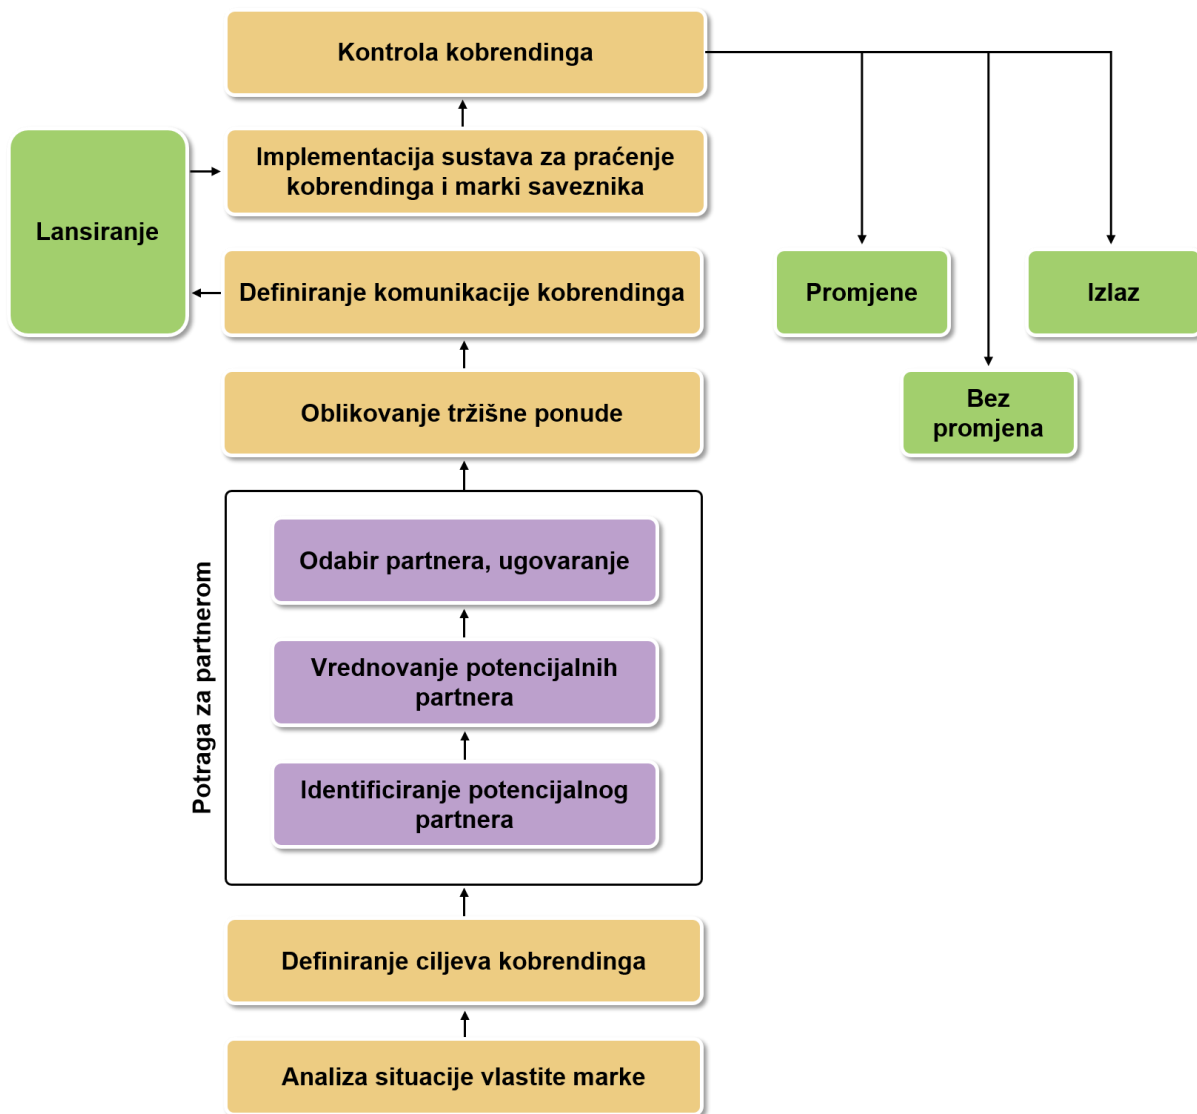 Kontrola kobrendinga
Implementacija sustava za praćenje
kobrendinga i marki saveznika
Lansiranje
Definiranje komunikacije kobrendinga
Promjene
Izlaz
Oblikovanje tržišne ponude
Bez
promjena
Potraga za partnerom
Odabir partnera, ugovaranje
Vrednovanje potencijalnih
partnera
Identificiranje potencijalnog
partnera
Definiranje ciljeva kobrendinga
Analiza situacije vlastite marke